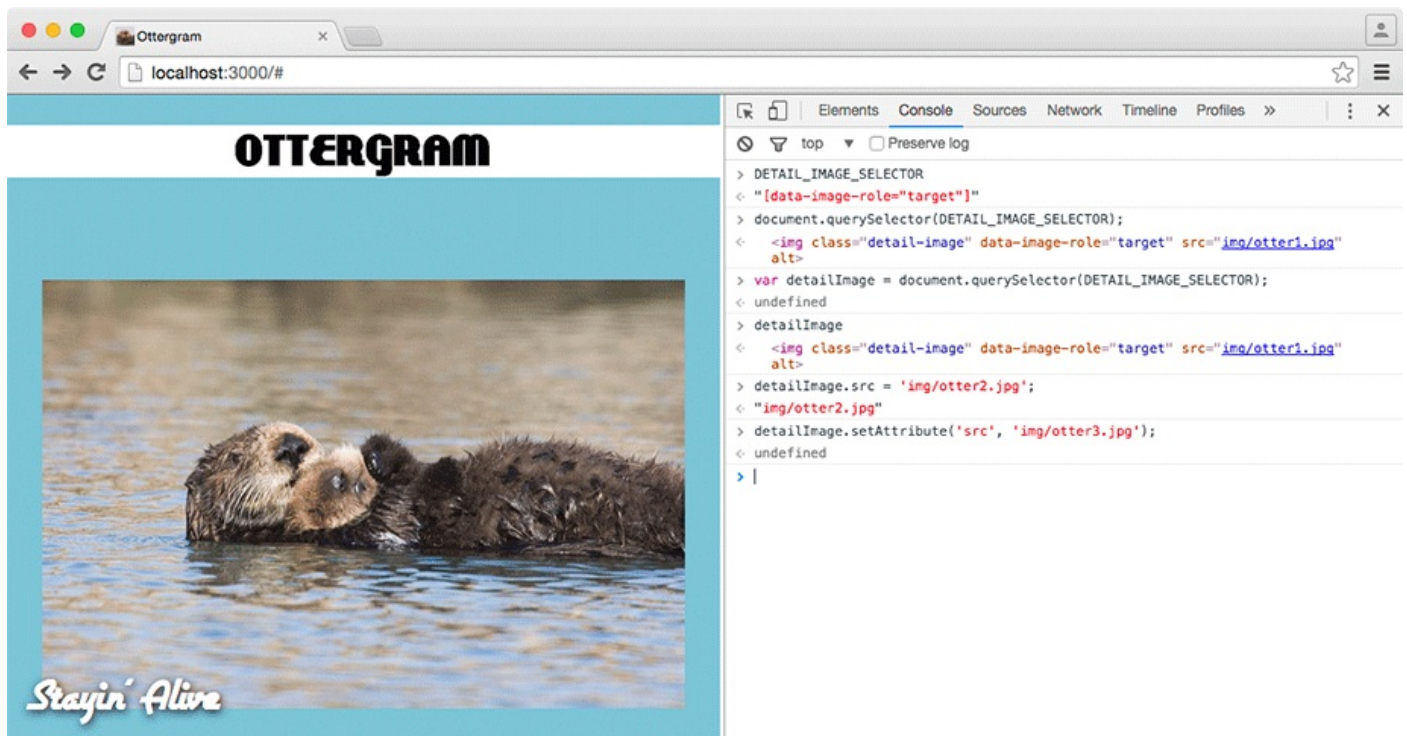 Ottergram
localhost:3000/#
OTTERGRAM
Stayin' Alive
Elements Console Sources Network Timeline Profiles »
top ▼ Preserve log
> DETAIL_IMAGE_SELECTOR
"[data-image-role="target"]"
> document.querySelector(DETAIL_IMAGE_SELECTOR);
<img class="detail-image" data-image-role="target" src="img/otter1.jpg"
alt>
> var detailImage = document.querySelector(DETAIL_IMAGE_SELECTOR);
undefined
> detailImage
<img class="detail-image" data-image-role="target" src="img/otter1.jpg"
alt>
> detailImage.src = 'img/otter2.jpg';
"img/otter2.jpg"
> detailImage.setAttribute('src', 'img/otter3.jpg');
undefined
>